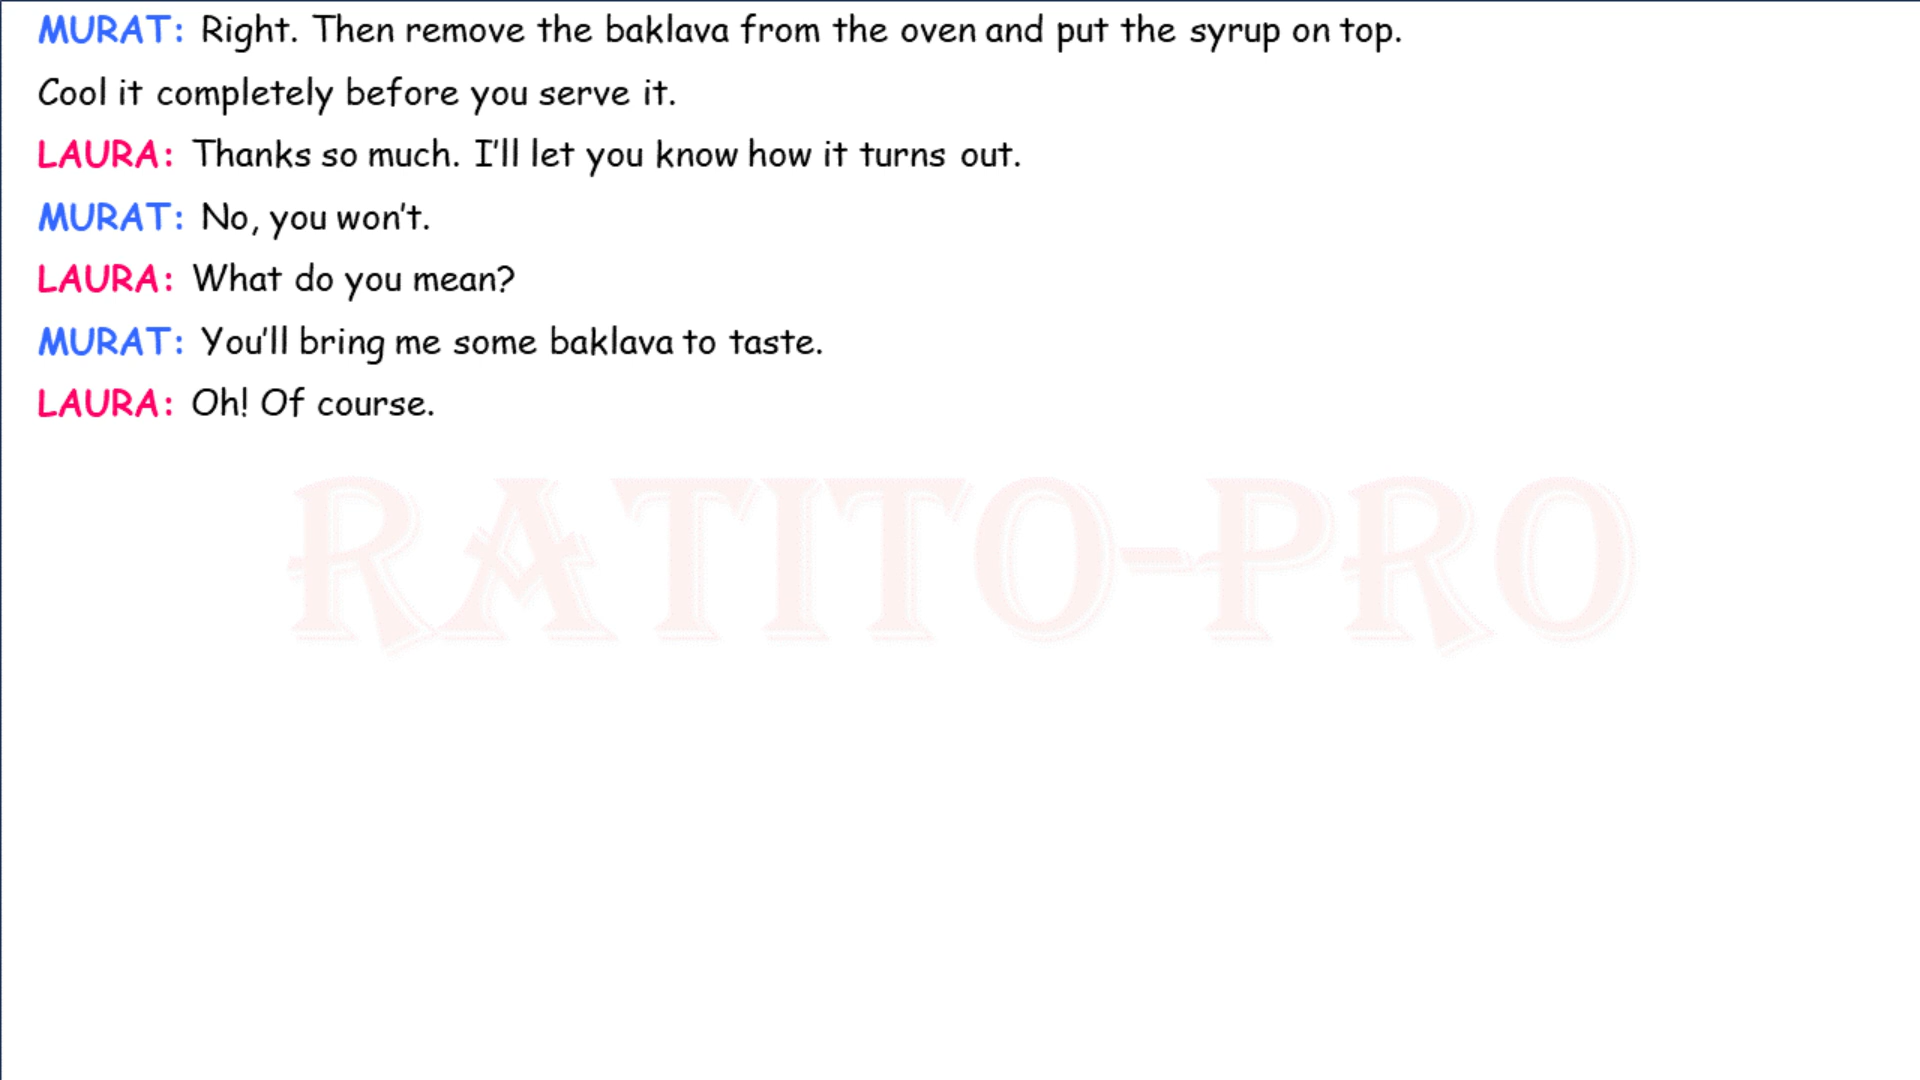 MURAT: Right. Then remove the baklava from the oven and put the syrup on top.
Cool it completely before you serve it.
LAURA: Thanks so much. I'll let you know how it turns out.
MURAT: No, you won't.
LAURA: What do you mean?
MURAT: You'll bring me some baklava to taste.
LAURA: Oh! Of course.
RATITO-PRO